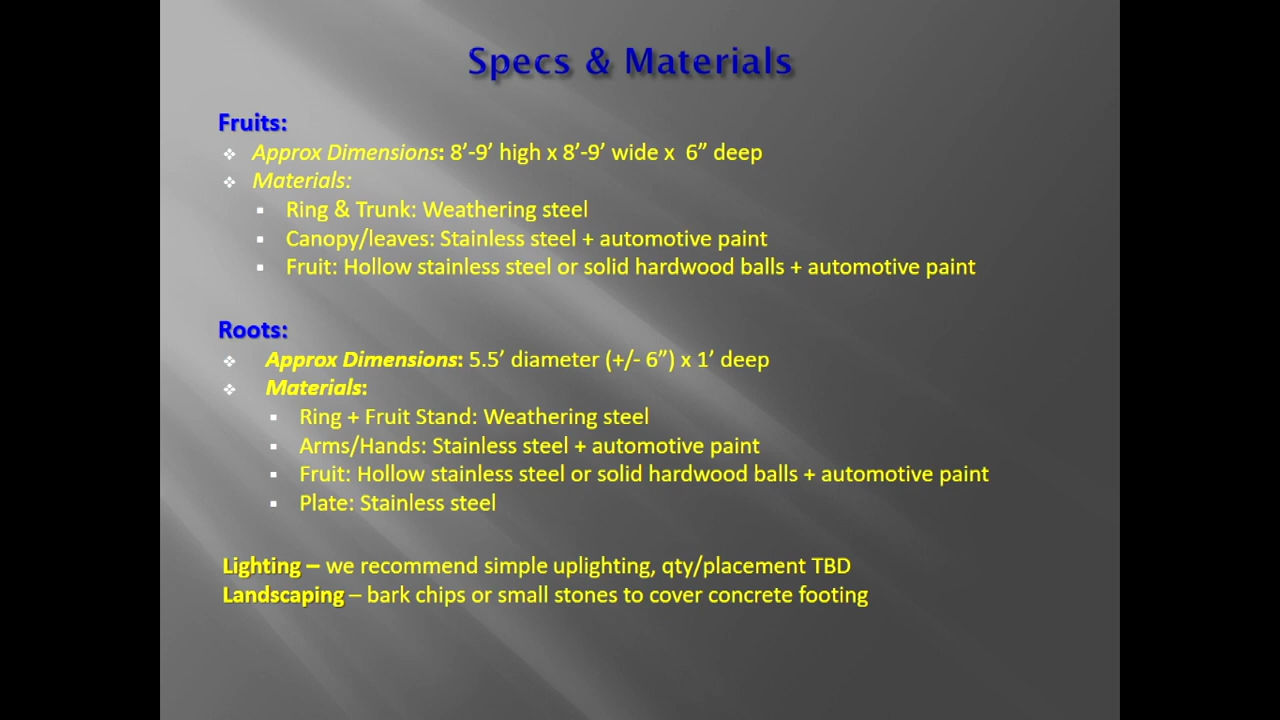 Specs & Materials
Fruits:
❖ Approx Dimensions: 8’-9’ high x 8’-9’ wide x  6” deep
❖ Materials:
▪ Ring & Trunk: Weathering steel
▪ Canopy/leaves: Stainless steel + automotive paint
▪ Fruit: Hollow stainless steel or solid hardwood balls + automotive paint
Roots:
❖ Approx Dimensions: 5.5’ diameter (+/- 6”) x 1’ deep
❖ Materials:
▪ Ring + Fruit Stand: Weathering steel
▪ Arms/Hands: Stainless steel + automotive paint
▪ Fruit: Hollow stainless steel or solid hardwood balls + automotive paint
▪ Plate: Stainless steel
Lighting – we recommend simple uplighting, qty/placement TBD
Landscaping – bark chips or small stones to cover concrete footing